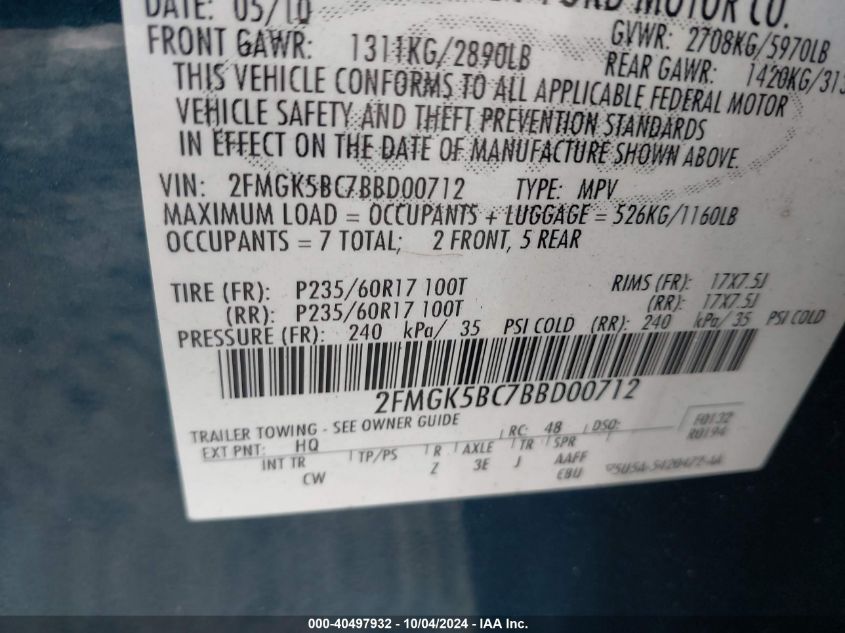 DATE: 05/10 FORD MOTOR CO.
FRONT GAWR: 1311KG/2890LB GVWR: 2708KG/5970LB
REAR GAWR: 1420KG/313
THIS VEHICLE CONFORMS TO ALL APPLICABLE FEDERAL MOTOR
VEHICLE SAFETY AND THEFT PREVENTION STANDARDS
IN EFFECT ON THE DATE OF MANUFACTURE SHOWN ABOVE.
VIN: 2FMGK5BC7BBD00712 TYPE: MPV
MAXIMUM LOAD = OCCUPANTS + LUGGAGE = 526KG/1160LB
OCCUPANTS = 7 TOTAL; 2 FRONT, 5 REAR
TIRE (FR): P235/60R17 100T RIMS (FR): 17X7.5J
(RR): P235/60R17 100T (RR): 17X7.5J
PRESSURE (FR): 240 kPa/ 35 PSI COLD (RR): 240 kPa/ 35 PSI COLD
2FMGK5BC7BBD00712
TRAILER TOWING - SEE OWNER GUIDE RC: 48 DSO: F0132
R0194
EXT PNT: HQ
INT TR TP/PS R AXLE TR SPR
CW Z 3E J AAFF
EBU
000-40497932 - 10/04/2024 - IAA Inc.